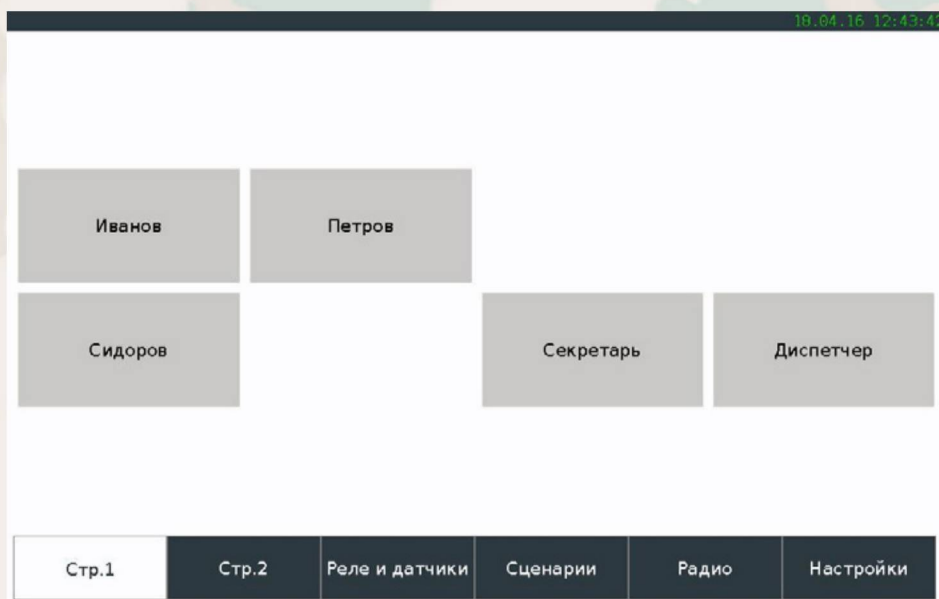 18.04.16 12:43:42
Иванов Петров
Сидоров Секретарь Диспетчер
Стр.1 Стр.2 Реле и датчики Сценарии Радио Настройки